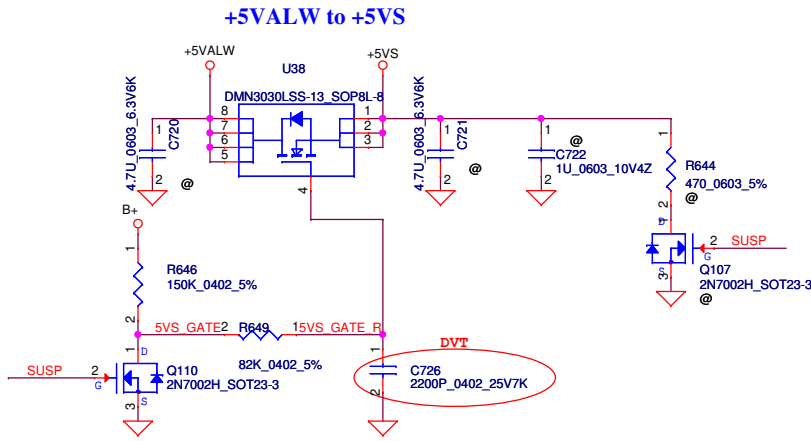 +5VALW to +5VS
+5VALW
+5VS
U38
DMN3030LSS-13_SOP8L-8
4.7U_0603_6.3V6K
C720
1
2
@
8
7
6
5
1
2
3
4
4.7U_0603_6.3V6K
C721
1
2
@
1
2
@
C722
1U_0603_10V4Z
1
2
R644
470_0603_5%
@
1
D
2
SUSP
G
S
3
Q107
2N7002H_SOT23-3
@
B+
1
2
R646
150K_0402_5%
5VS_GATE
2
R649
1
5VS_GATE_R
82K_0402_5%
SUSP
2
G
1
D
S
3
Q110
2N7002H_SOT23-3
DVT
1
2
C726
2200P_0402_25V7K